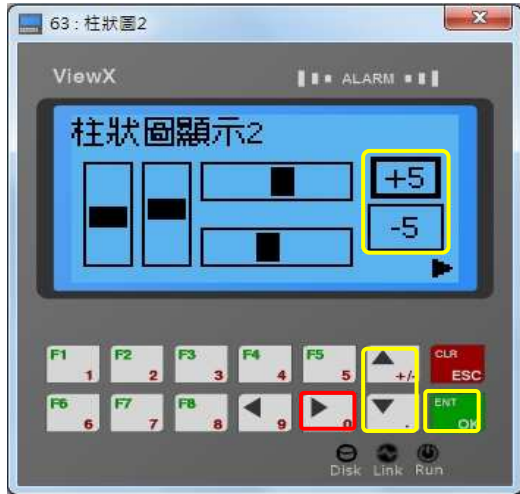 63 : 柱狀圖2
x
ViewX
ALARM
柱狀圖顯示2
+5
-5
F1 1 F2 2 F3 3 F4 4 F5 5 +/- CLR ESC
F6 6 F7 7 F8 8 9 0 . ENT OK
Disk Link Run